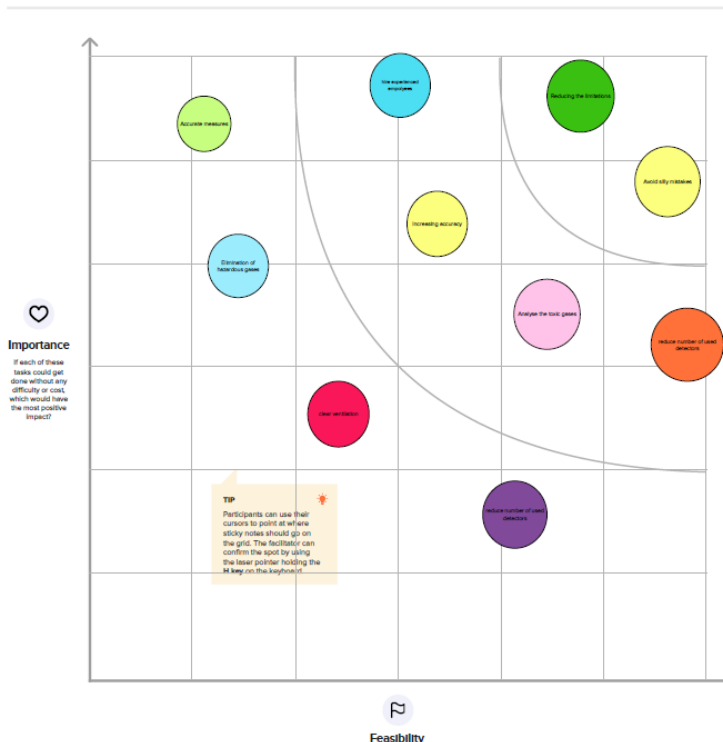 Hire experienced
empolyees
Reducing the limitations
Accurate measures
Avoid silly mistakes
Increasing accuracy
Elimination of
hazardous gases
Analyse the toxic gases
reduce number of used
detectors
clear ventilation
reduce number of used
detectors
Importance
If each of these
tasks could get
done without any
difficulty or cost,
which would have
the most positive
impact?
TIP
Participants can use their
cursors to point at where
sticky notes should go on
the grid. The facilitator can
confirm the spot by using
the laser pointer holding the
H key on the keyboard.
Feasibility